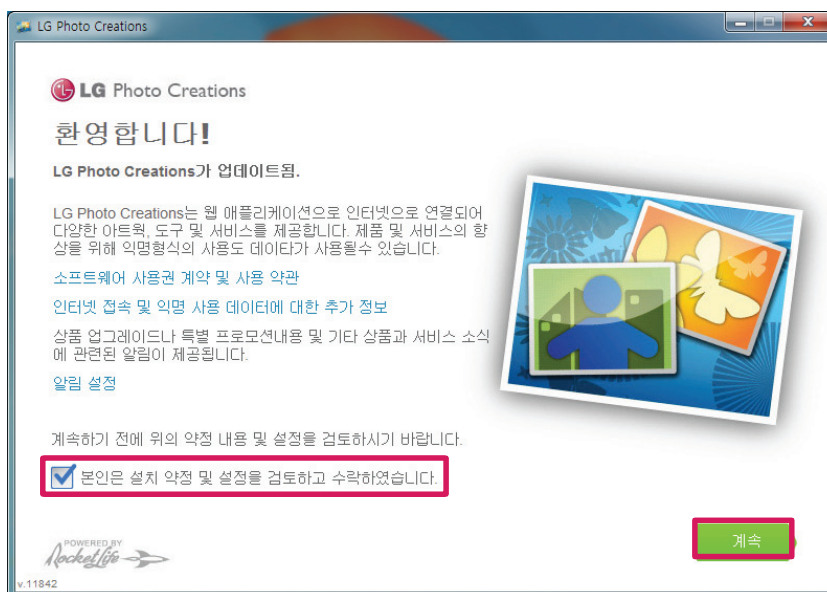 LG Photo Creations
LG Photo Creations
환영합니다!
LG Photo Creations가 업데이트됨.
LG Photo Creations는 웹 애플리케이션으로 인터넷으로 연결되어
다양한 아트웍, 도구 및 서비스를 제공합니다. 제품 및 서비스의 향
상을 위해 익명형식의 사용도 데이타가 사용될수 있습니다.
소프트웨어 사용권 계약 및 사용 약관
인터넷 접속 및 익명 사용 데이터에 대한 추가 정보
상품 업그레이드나 특별 프로모션내용 및 기타 상품과 서비스 소식
에 관련된 알림이 제공됩니다.
알림 설정
계속하기 전에 위의 약정 내용 및 설정을 검토하시기 바랍니다.
본인은 설치 약정 및 설정을 검토하고 수락하였습니다.
계속
POWERED BY
RocketLife
v.11842